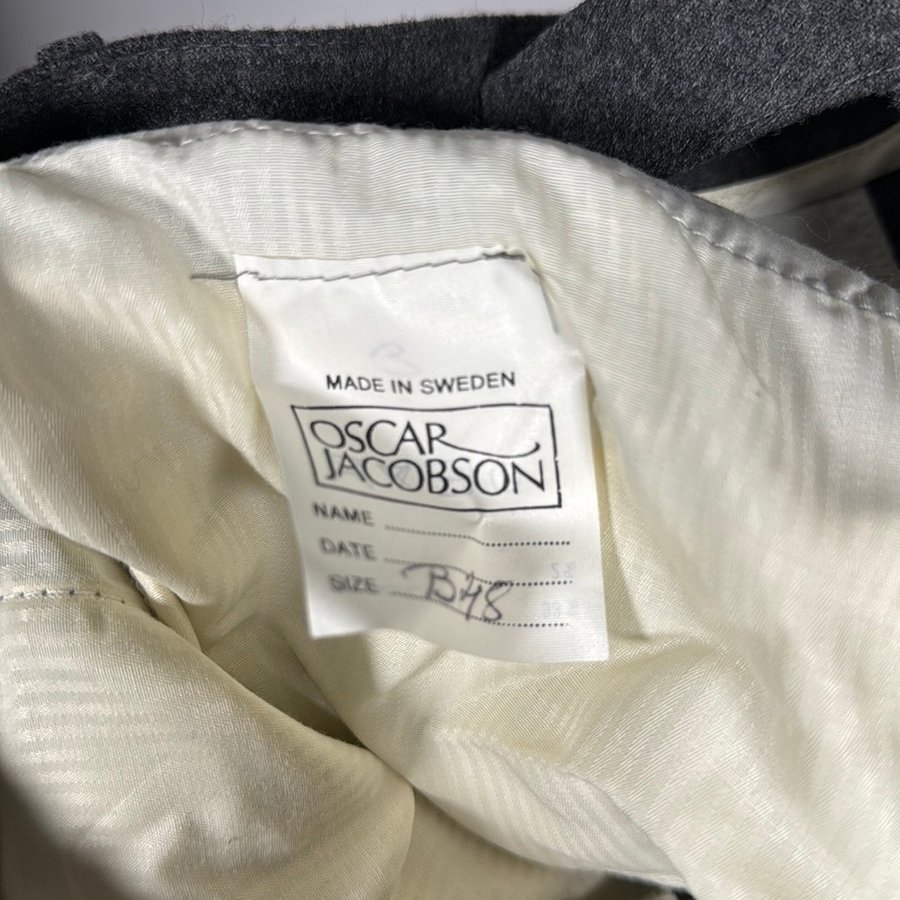 MADE IN SWEDEN
OSCAR
JACOBSON
NAME
DATE
SIZE B48